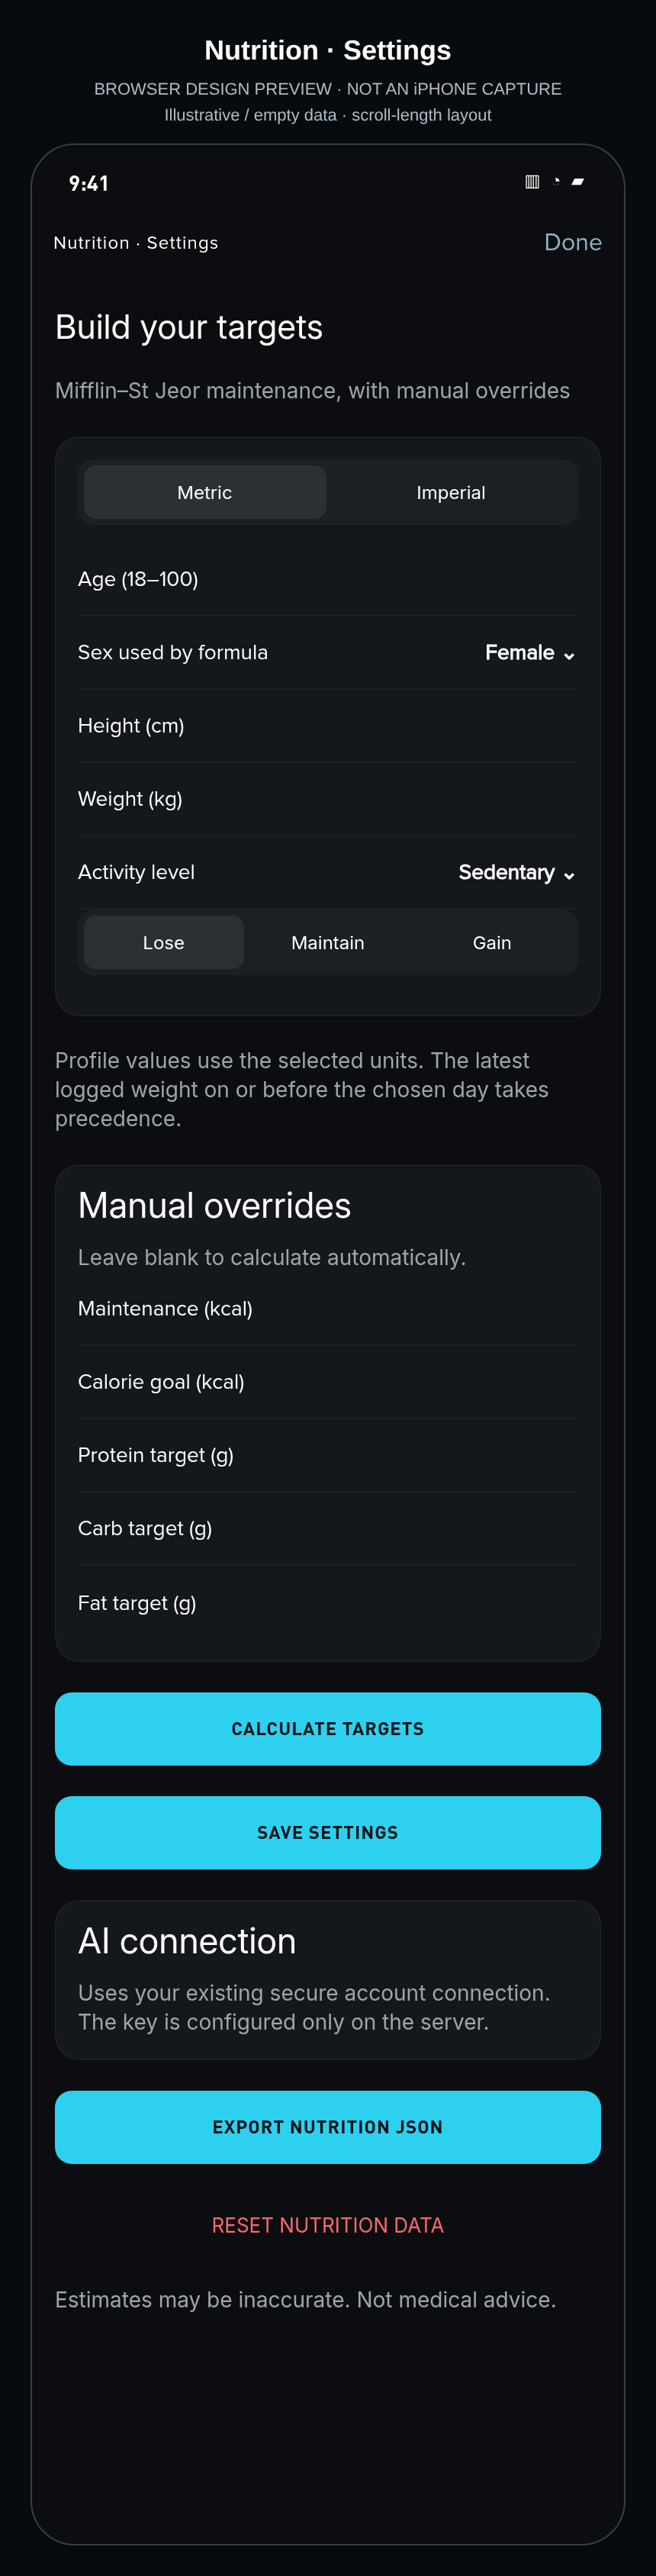 Nutrition · Settings
BROWSER DESIGN PREVIEW · NOT AN iPHONE CAPTURE
Illustrative / empty data · scroll-length layout
9:41
Nutrition · Settings
Done
Build your targets
Mifflin–St Jeor maintenance, with manual overrides
Metric
Imperial
Age (18–100)
Sex used by formula
Female
Height (cm)
Weight (kg)
Activity level
Sedentary
Lose
Maintain
Gain
Profile values use the selected units. The latest
logged weight on or before the chosen day takes
precedence.
Manual overrides
Leave blank to calculate automatically.
Maintenance (kcal)
Calorie goal (kcal)
Protein target (g)
Carb target (g)
Fat target (g)
CALCULATE TARGETS
SAVE SETTINGS
AI connection
Uses your existing secure account connection.
The key is configured only on the server.
EXPORT NUTRITION JSON
RESET NUTRITION DATA
Estimates may be inaccurate. Not medical advice.